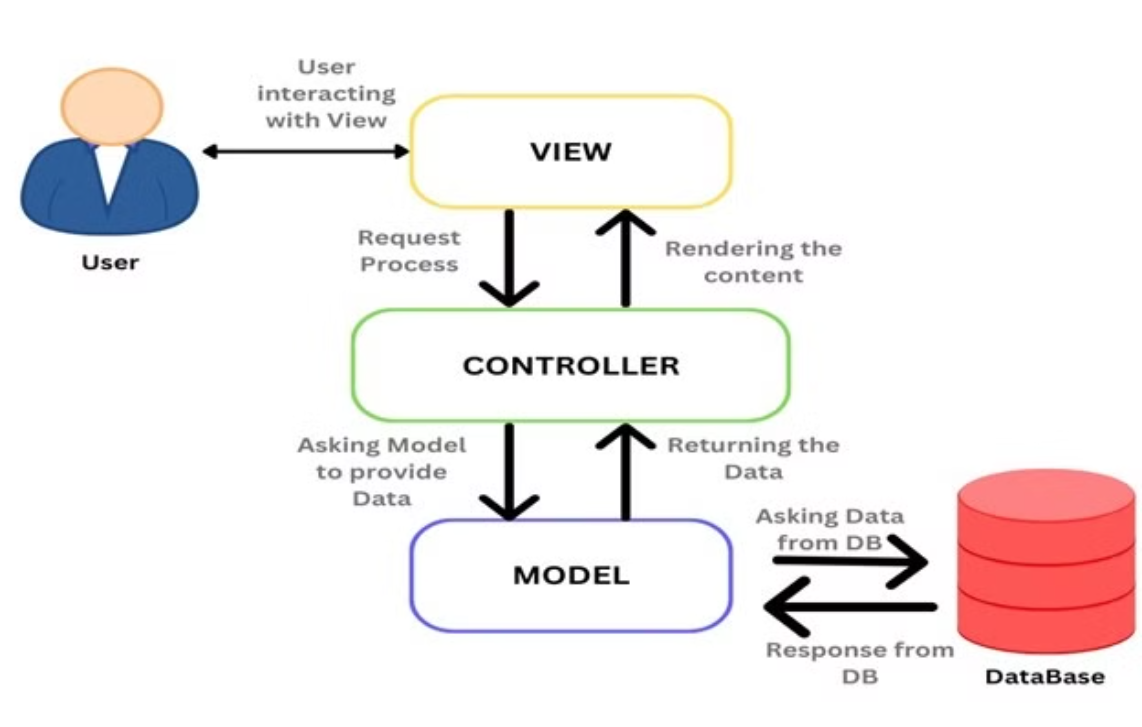 User
interacting
with View
VIEW
User
Request
Process
Rendering the
content
CONTROLLER
Asking Model
to provide
Data
Returning the
Data
MODEL
Asking Data
from DB
Response from
DB
DataBase